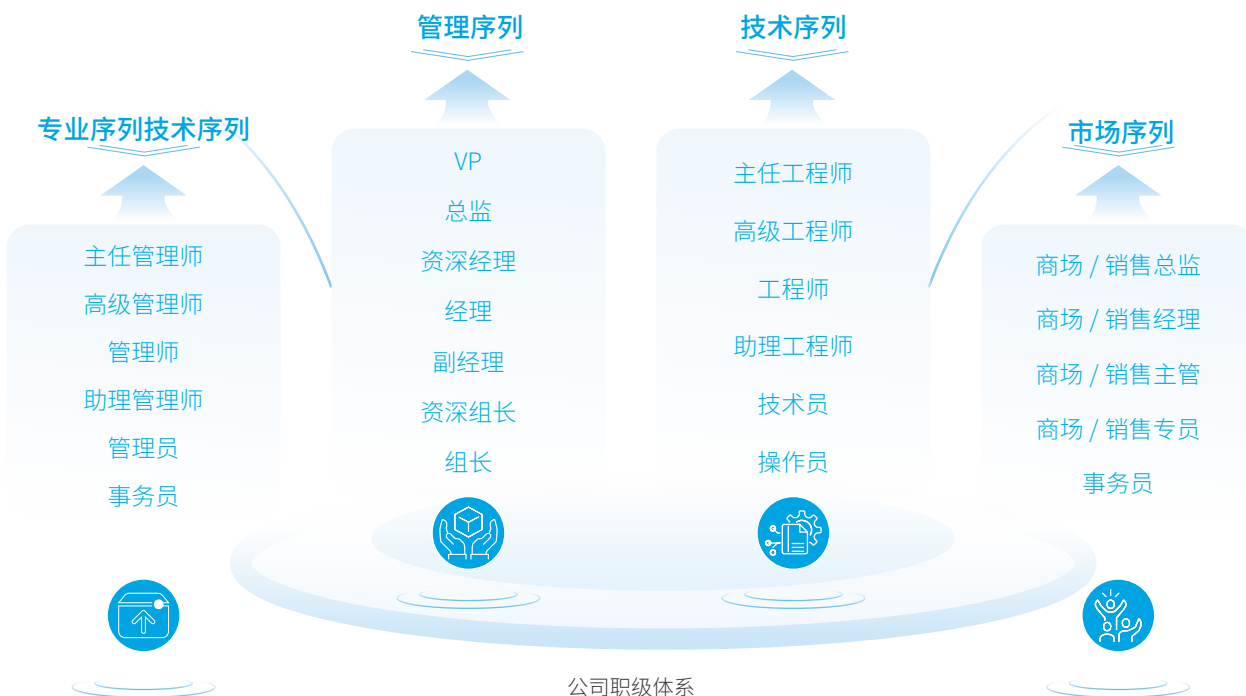 专业序列技术序列
主任管理师
高级管理师
管理师
助理管理师
管理员
事务员
管理序列
VP
总监
资深经理
经理
副经理
资深组长
组长
技术序列
主任工程师
高级工程师
工程师
助理工程师
技术员
操作员
市场序列
商场 / 销售总监
商场 / 销售经理
商场 / 销售主管
商场 / 销售专员
事务员
公司职级体系